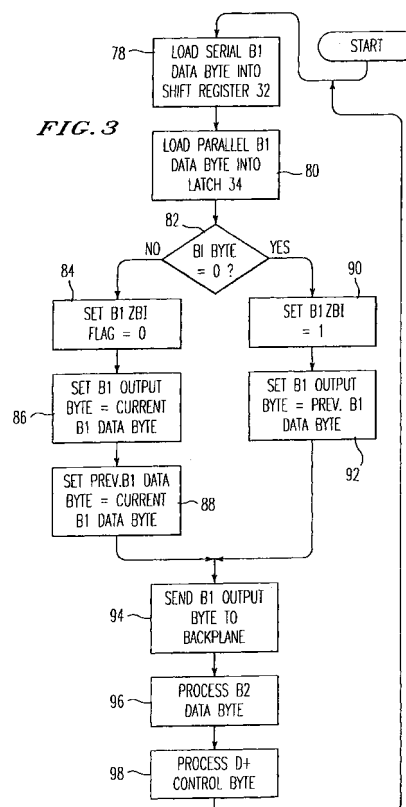 START
78
LOAD SERIAL B1
DATA BYTE INTO
SHIFT REGISTER 32
FIG. 3
LOAD PARALLEL B1
DATA BYTE INTO
LATCH 34
80
82
B1 BYTE
= 0 ?
NO
YES
84
SET B1 ZBI
FLAG = 0
90
SET B1 ZBI
= 1
86
SET B1 OUTPUT
BYTE = CURRENT
B1 DATA BYTE
SET B1 OUTPUT
BYTE = PREV. B1
DATA BYTE
92
SET PREV.B1 DATA
BYTE = CURRENT
B1 DATA BYTE
88
94
SEND B1 OUTPUT
BYTE TO
BACKPLANE
96
PROCESS B2
DATA BYTE
98
PROCESS D+
CONTROL BYTE